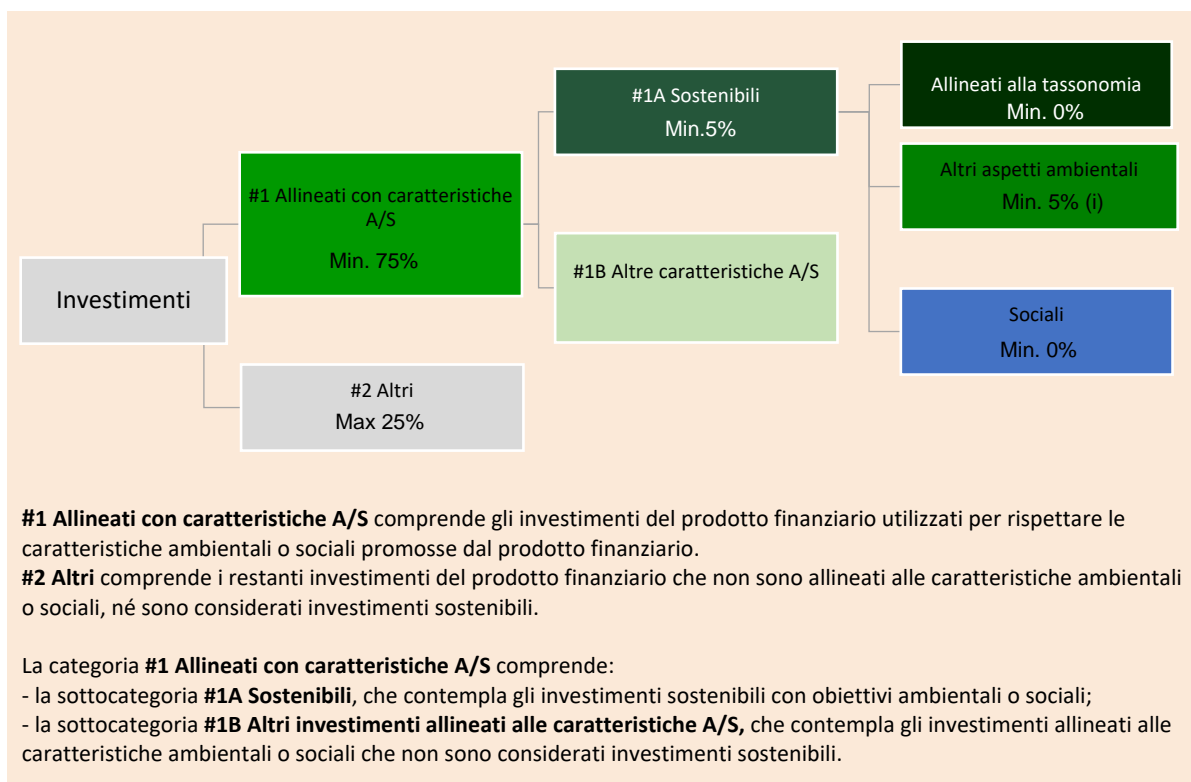 Investimenti
#1 Allineati con caratteristiche
A/S
Min. 75%
#2 Altri
Max 25%
#1A Sostenibili
Min.5%
#1B Altre caratteristiche A/S
Allineati alla tassonomia
Min. 0%
Altri aspetti ambientali
Min. 5% (i)
Sociali
Min. 0%
#1 Allineati con caratteristiche A/S comprende gli investimenti del prodotto finanziario utilizzati per rispettare le
caratteristiche ambientali o sociali promosse dal prodotto finanziario.
#2 Altri comprende i restanti investimenti del prodotto finanziario che non sono allineati alle caratteristiche ambientali
o sociali, né sono considerati investimenti sostenibili.
La categoria #1 Allineati con caratteristiche A/S comprende:
- la sottocategoria #1A Sostenibili, che contempla gli investimenti sostenibili con obiettivi ambientali o sociali;
- la sottocategoria #1B Altri investimenti allineati alle caratteristiche A/S, che contempla gli investimenti allineati alle
caratteristiche ambientali o sociali che non sono considerati investimenti sostenibili.